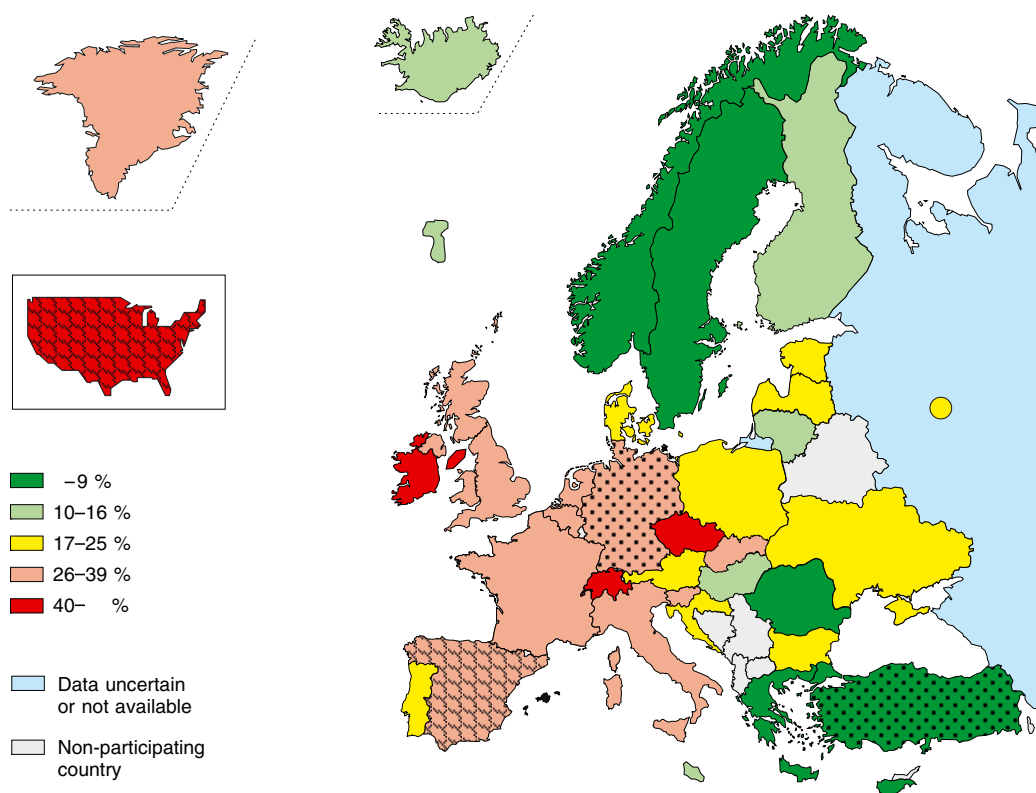 –9 %
10–16 %
17–25 %
26–39 %
40– %
Data uncertain
or not available
Non-participating
country